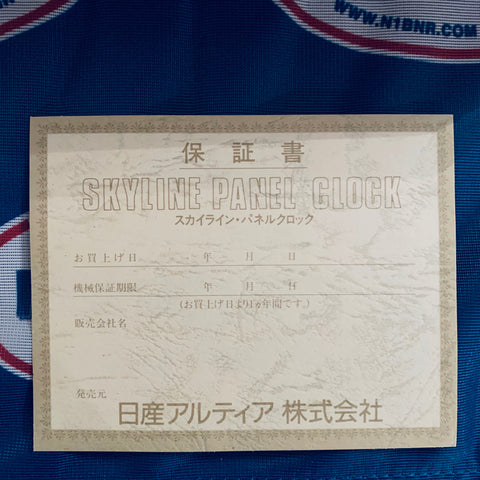 WWW.N1BNR.COM
N1BNR.COM
保証書
SKYLINE PANEL CLOCK
スカイライン・パネルクロック
お買上げ日 年 月 日
機械保証期限 年 月 日
(お買上げ日より1ヵ年間です。)
販売会社名
発売元
日産アルティア 株式会社